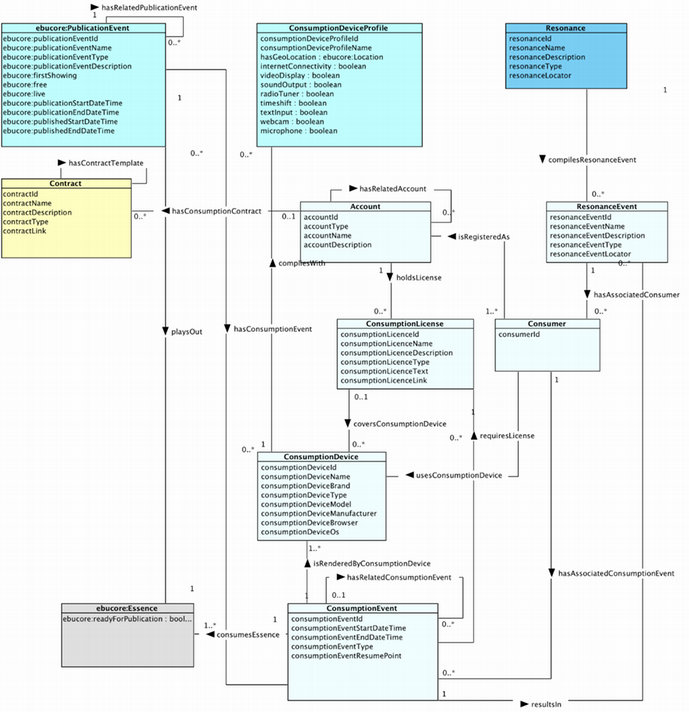 hasRelatedPublicationEvent
1
0..*
ebucore:PublicationEvent
ebucore:publicationEventId
ebucore:publicationEventName
ebucore:publicationEventType
ebucore:publicationEventDescription
ebucore:firstShowing
ebucore:free
ebucore:live
ebucore:publicationStartDateTime
ebucore:publicationEndDateTime
ebucore:publishedStartDateTime
ebucore:publishedEndDateTime
1
0..*
ConsumptionDeviceProfile
consumptionDeviceProfileId
consumptionDeviceProfileName
hasGeoLocation : ebucore:Location
internetConnectivity : boolean
videoDisplay : boolean
soundOutput : boolean
radioTuner : boolean
timeshift : boolean
textInput : boolean
webcam : boolean
microphone : boolean
0..*
Resonance
resonanceId
resonanceName
resonanceDescription
resonanceType
resonanceLocator
1
compilesResonanceEvent
0..*
hasContractTemplate
Contract
contractId
contractName
contractDescription
contractType
contractLink
0..*
hasConsumptionContract
0..1
hasRelatedAccount
0..*
Account
accountId
accountType
accountName
accountDescription
isRegisteredAs
1
holdsLicense
0..*
ResonanceEvent
resonanceEventId
resonanceEventName
resonanceEventDescription
resonanceEventType
resonanceEventLocator
0..*
1
hasAssociatedConsumer
0..*
1..*
compilesWith
playsOut
hasConsumptionEvent
ConsumptionLicense
consumptionLicenceId
consumptionLicenceName
consumptionLicenceDescription
consumptionLicenceType
consumptionLicenceText
consumptionLicenceLink
Consumer
consumerId
0..1
1
1
coversConsumptionDevice
requiresLicense
0..*
0..*
1
0..*
ConsumptionDevice
consumptionDeviceId
consumptionDeviceName
consumptionDeviceBrand
consumptionDeviceType
consumptionDeviceModel
consumptionDeviceManufacturer
consumptionDeviceBrowser
consumptionDeviceOs
usesConsumptionDevice
1..*
isRenderedByConsumptionDevice
hasRelatedConsumptionEvent
hasAssociatedConsumptionEvent
1
1
0..1
ebucore:Essence
ebucore:readyForPublication : bool...
1..*
1
consumesEssence
ConsumptionEvent
consumptionEventId
consumptionEventStartDateTime
consumptionEventEndDateTime
consumptionEventType
consumptionEventResumePoint
0..*
0..*
1
resultsIn